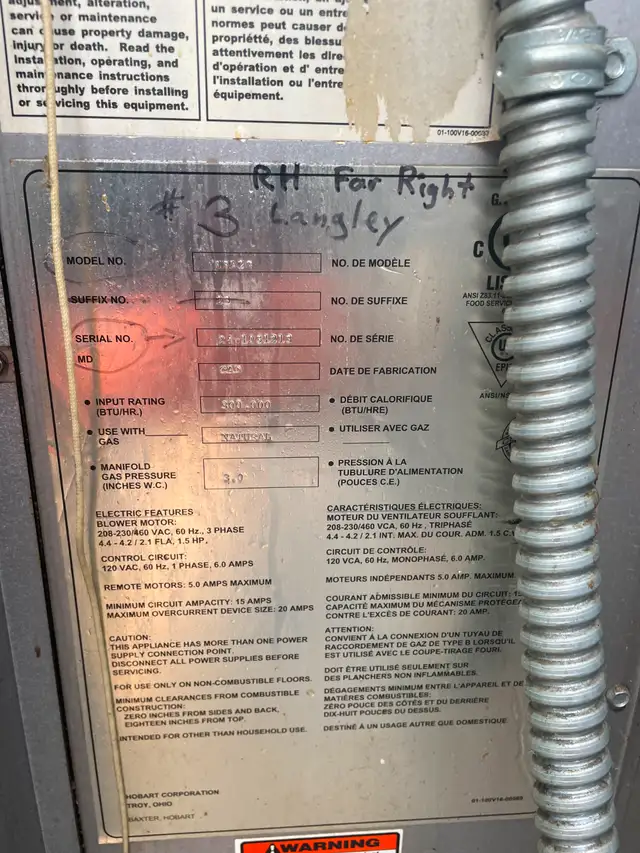 adjustment, alteration,
service or maintenance
can cause property damage,
injury or death. Read the
installation, operating, and
maintenance instructions
thoroughly before installing
or servicing this equipment.
un service ou un entre
normes peut causer d
propriétté, des blessu
attentivement les dire
d'opération et d' entre
l'installation ou l'entre
équipement.
RH Far Right
# 3 Langley
MODEL NO.
NO. DE MODÈLE
SUFFIX NO.
NO. DE SUFFIXE
SERIAL NO.
NO. DE SÉRIE
MD
DATE DE FABRICATION
• INPUT RATING
(BTU/HR.)
500,000
• DÉBIT CALORIFIQUE
(BTU/HRE)
• USE WITH
GAS
NATURAL
• UTILISER AVEC GAZ
• MANIFOLD
GAS PRESSURE
(INCHES W.C.)
3.0
• PRESSION À LA
TUBULURE D'ALIMENTATION
(POUCES C.E.)
C
LIS
FOOD SERVIC
ELECTRIC FEATURES
BLOWER MOTOR:
208-230/460 VAC, 60 Hz., 3 PHASE
4.4 - 4.2 / 2.1 FLA, 1.5 HP.
CONTROL CIRCUIT:
120 VAC, 60 Hz, 1 PHASE, 6.0 AMPS
REMOTE MOTORS: 5.0 AMPS MAXIMUM
MINIMUM CIRCUIT AMPACITY: 15 AMPS
MAXIMUM OVERCURRENT DEVICE SIZE: 20 AMPS
CAUTION:
THIS APPLIANCE HAS MORE THAN ONE POWER
SUPPLY CONNECTION POINT.
DISCONNECT ALL POWER SUPPLIES BEFORE
SERVICING.
FOR USE ONLY ON NON-COMBUSTIBLE FLOORS.
MINIMUM CLEARANCES FROM COMBUSTIBLE
CONSTRUCTION:
ZERO INCHES FROM SIDES AND BACK,
EIGHTEEN INCHES FROM TOP.
INTENDED FOR OTHER THAN HOUSEHOLD USE.
CARACTÉRISTIQUES ÉLECTRIQUES:
MOTEUR DU VENTILATEUR SOUFFLANT:
208-230/460 VCA, 60 Hz , TRIPHASÉ
4.4 - 4.2 / 2.1 INT. MAX. DU COUR. ADM. 1.5 C.
CIRCUIT DE CONTRÔLE:
120 VCA, 60 Hz, MONOPHASÉ, 6.0 AMP.
MOTEURS INDÉPENDANTS 5.0 AMP. MAXIMUM
COURANT ADMISSIBLE MINIMUM DU CIRCUIT: 15
CAPACITÉ MAXIMUM DU MÉCANISME PROTÉGE
CONTRE L'EXCÈS DE COURANT: 20 AMP.
ATTENTION:
CONVIENT À LA CONNEXION D'UN TUYAU DE
RACCORDEMENT DE GAZ DE TYPE B LORSQU'IL
EST UTILISÉ AVEC LE COUPE-TIRAGE FOURI.
DOIT ÊTRE UTILISÉ SEULEMENT SUR
DES PLANCHERS NON INFLAMMABLES.
DÉGAGEMENTS MINIMUM ENTRE L'APPAREIL ET DE
MATIÈRES COMBUSTIBLES:
ZÉRO POUCE DES CÔTÉS ET DU DERRIÈRE
DIX-HUIT POUCES DU DESSUS.
DESTINÉ À UN USAGE AUTRE QUE DOMESTIQUE
HOBART CORPORATION
TROY, OHIO
BAXTER, HOBART
WARNING